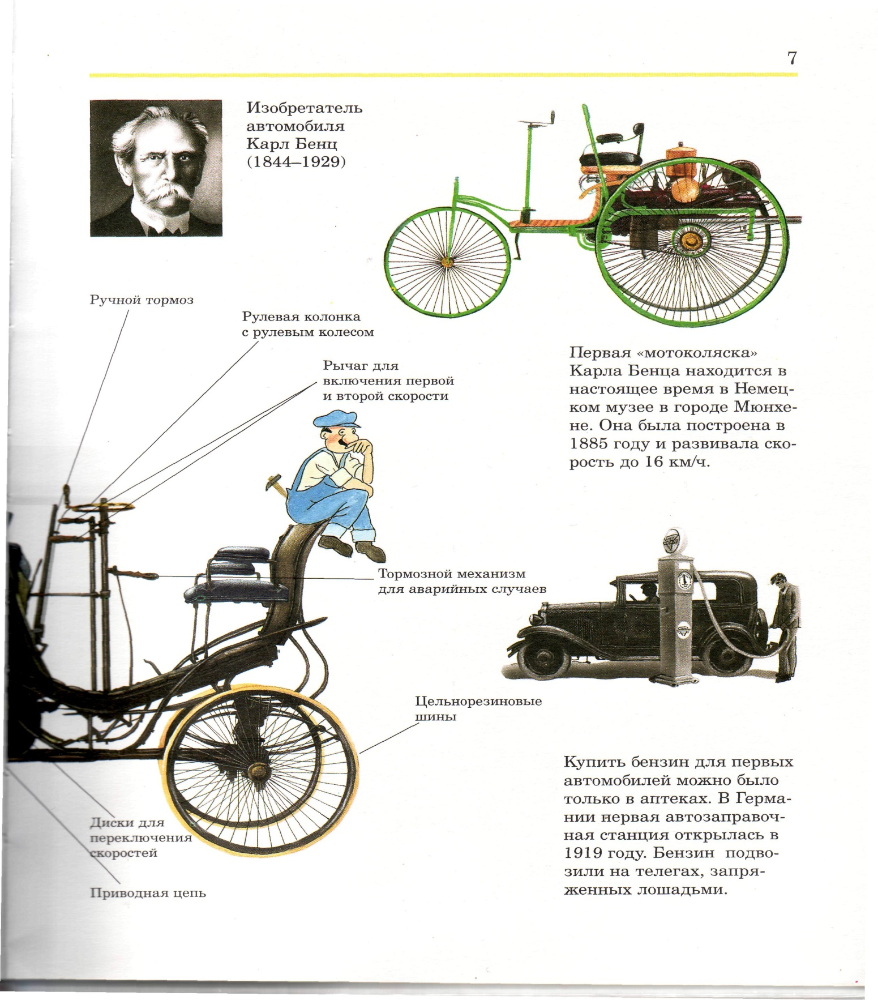 7
Изобретатель
автомобиля
Карл Бенц
(1844–1929)
Ручной тормоз
Рулевая колонка
с рулевым колесом
Рычаг для
включения первой
и второй скорости
Первая «мотоколяска»
Карла Бенца находится в
настоящее время в Немец-
ком музее в городе Мюнхе-
не. Она была построена в
1885 году и развивала ско-
рость до 16 км/ч.
Тормозной механизм
для аварийных случаев
Цельнорезиновые
шины
Диски для
переключения
скоростей
Приводная цепь
Купить бензин для первых
автомобилей можно было
только в аптеках. В Герма-
нии первая автозаправоч-
ная станция открылась в
1919 году. Бензин подво-
зили на телегах, запря-
женных лошадьми.